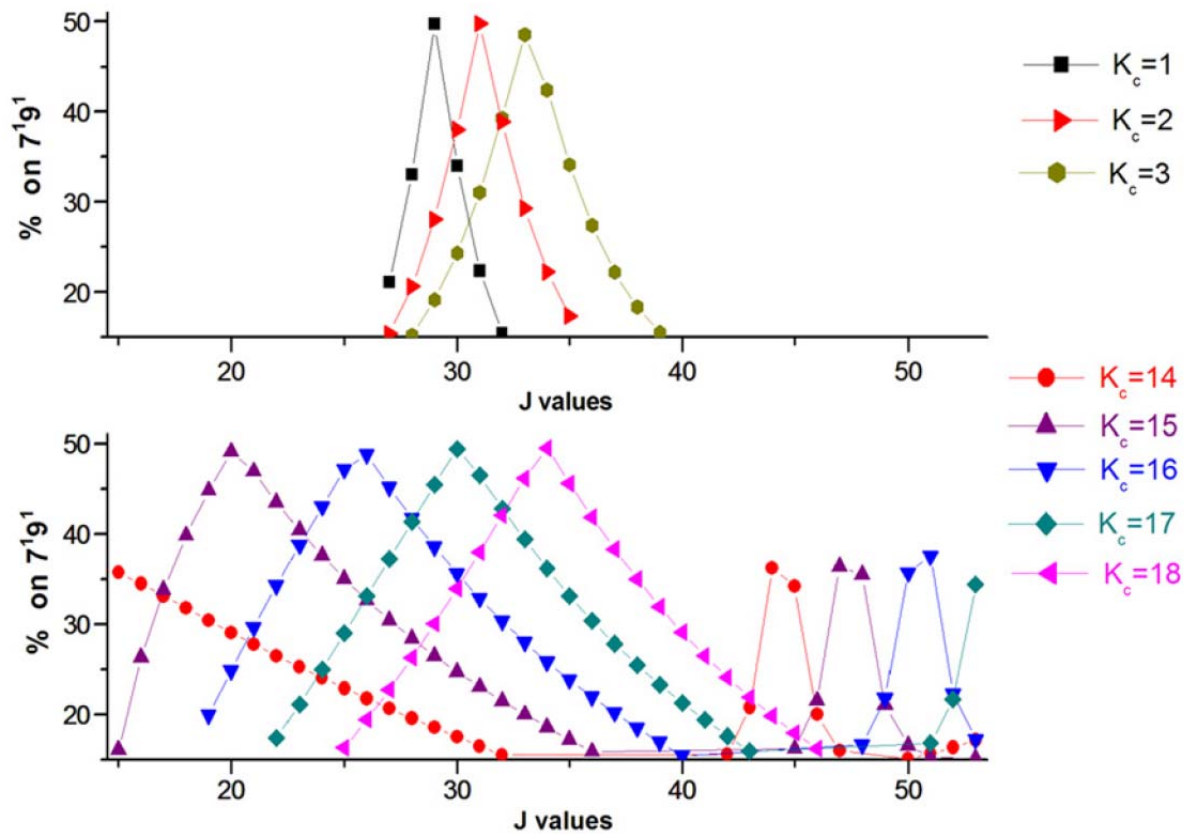 50
40
30
20
% on 7¹9¹
20 30 40 50
J values
K_c=1
K_c=2
K_c=3
50
40
30
20
% on 7¹9¹
20 30 40 50
J values
K_c=14
K_c=15
K_c=16
K_c=17
K_c=18